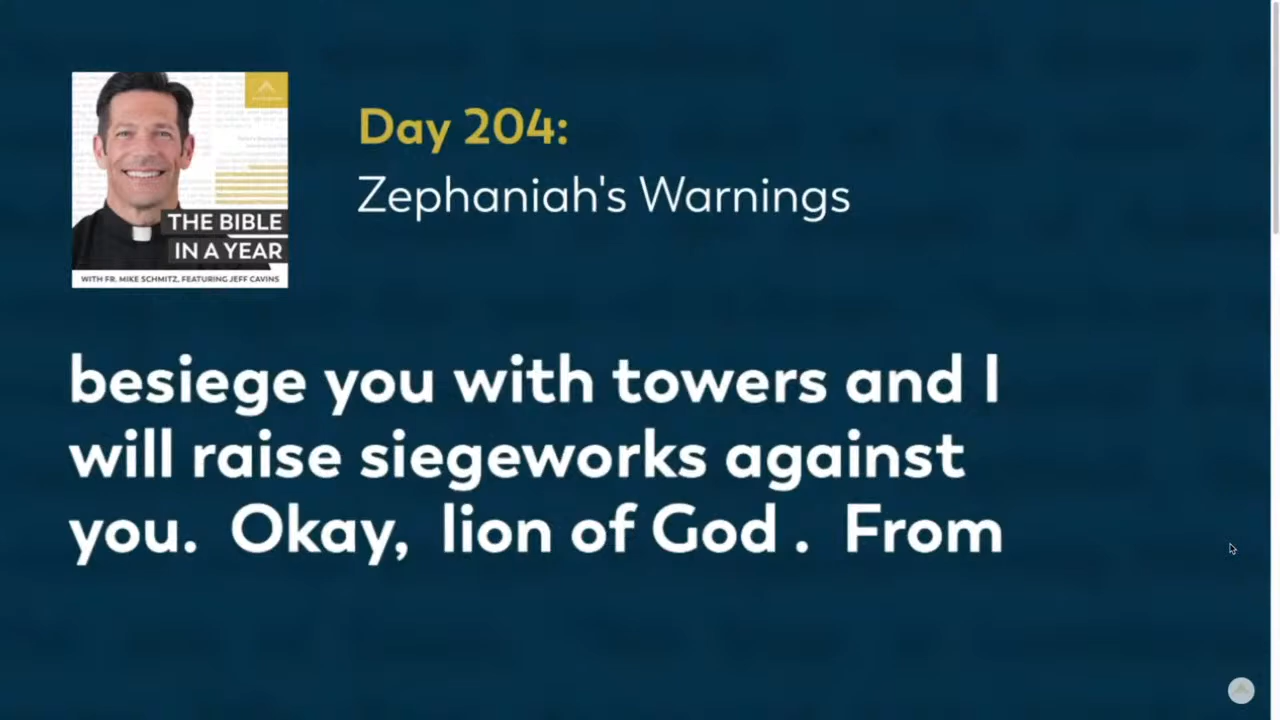 Day 204:
Zephaniah's Warnings
THE BIBLE
IN A YEAR
WITH FR. MIKE SCHMITZ, FEATURING JEFF CAVINS
besiege you with towers and I
will raise siegeworks against
you. Okay, lion of God . From